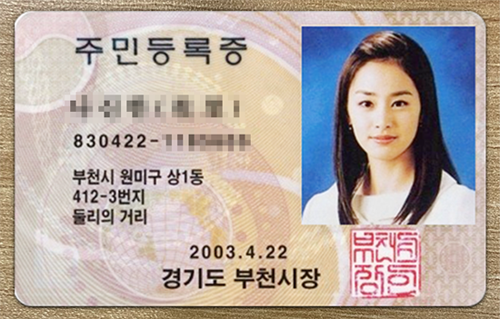 주민등록증
830422-
부천시 원미구 상1동
412-3번지
둘리의 거리
2003.4.22
경기도 부천시장